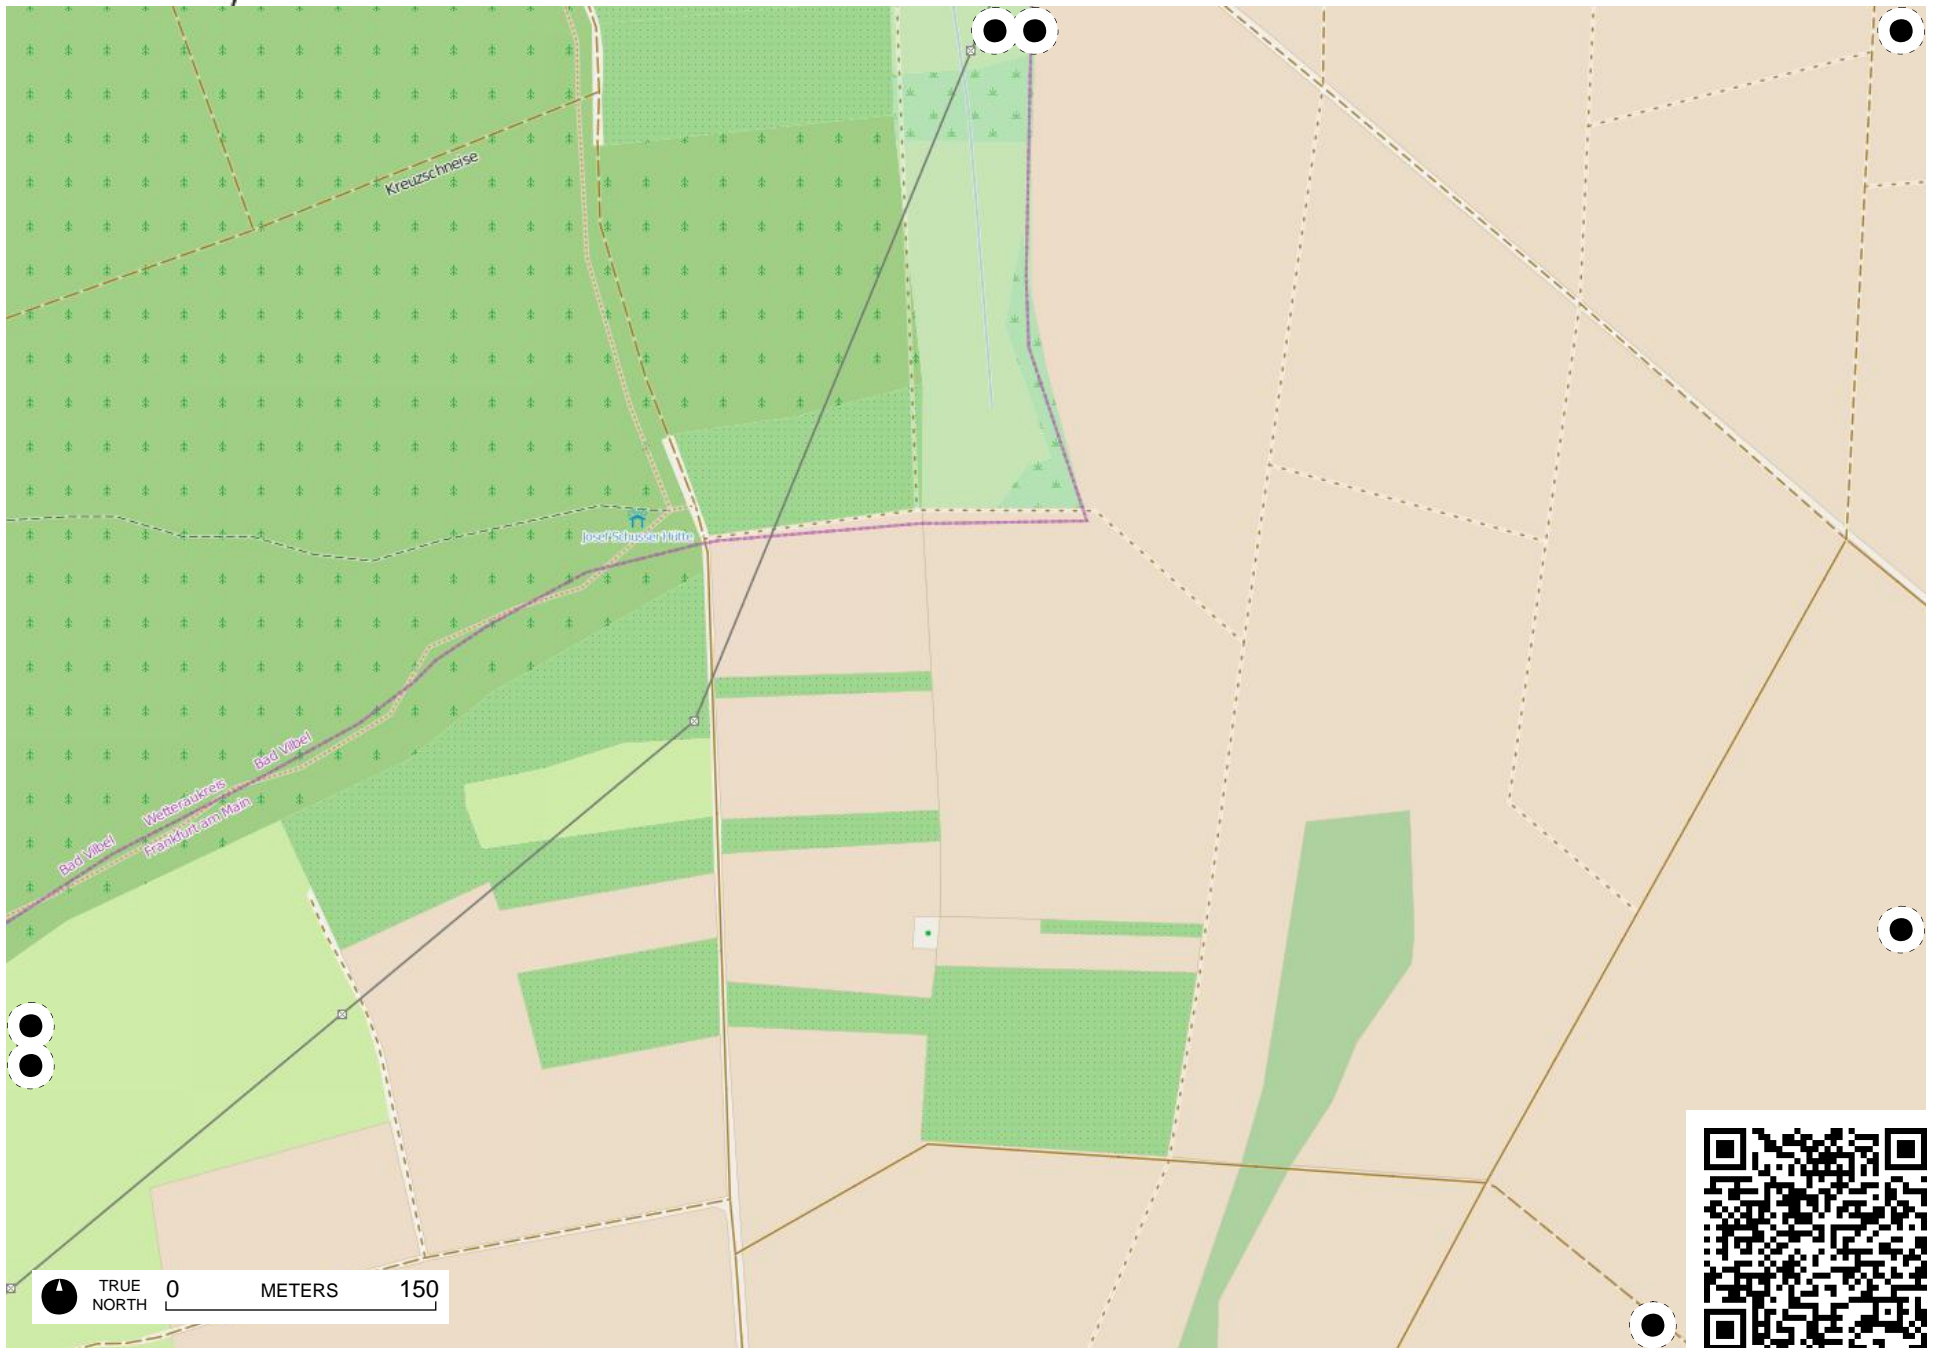 Kreuzschneise
Josef Schusser Hütte
Bad Vilbel
Wetteraukreis
Bad Vilbel
Frankfurt am Main
TRUE
NORTH
0 METERS 150